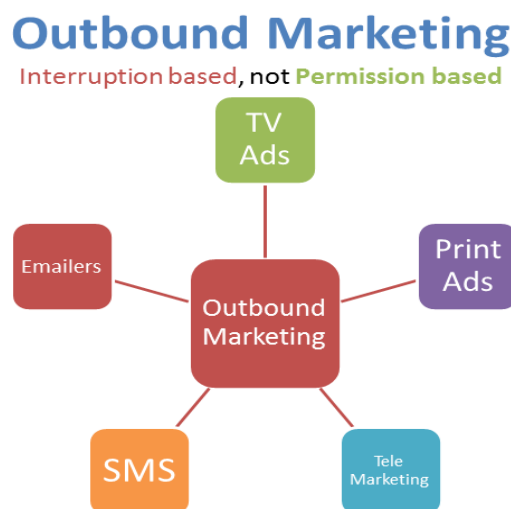 Outbound Marketing
Interruption based, not Permission based
TV
Ads
Emailers
Print
Ads
Outbound
Marketing
SMS
Tele
Marketing